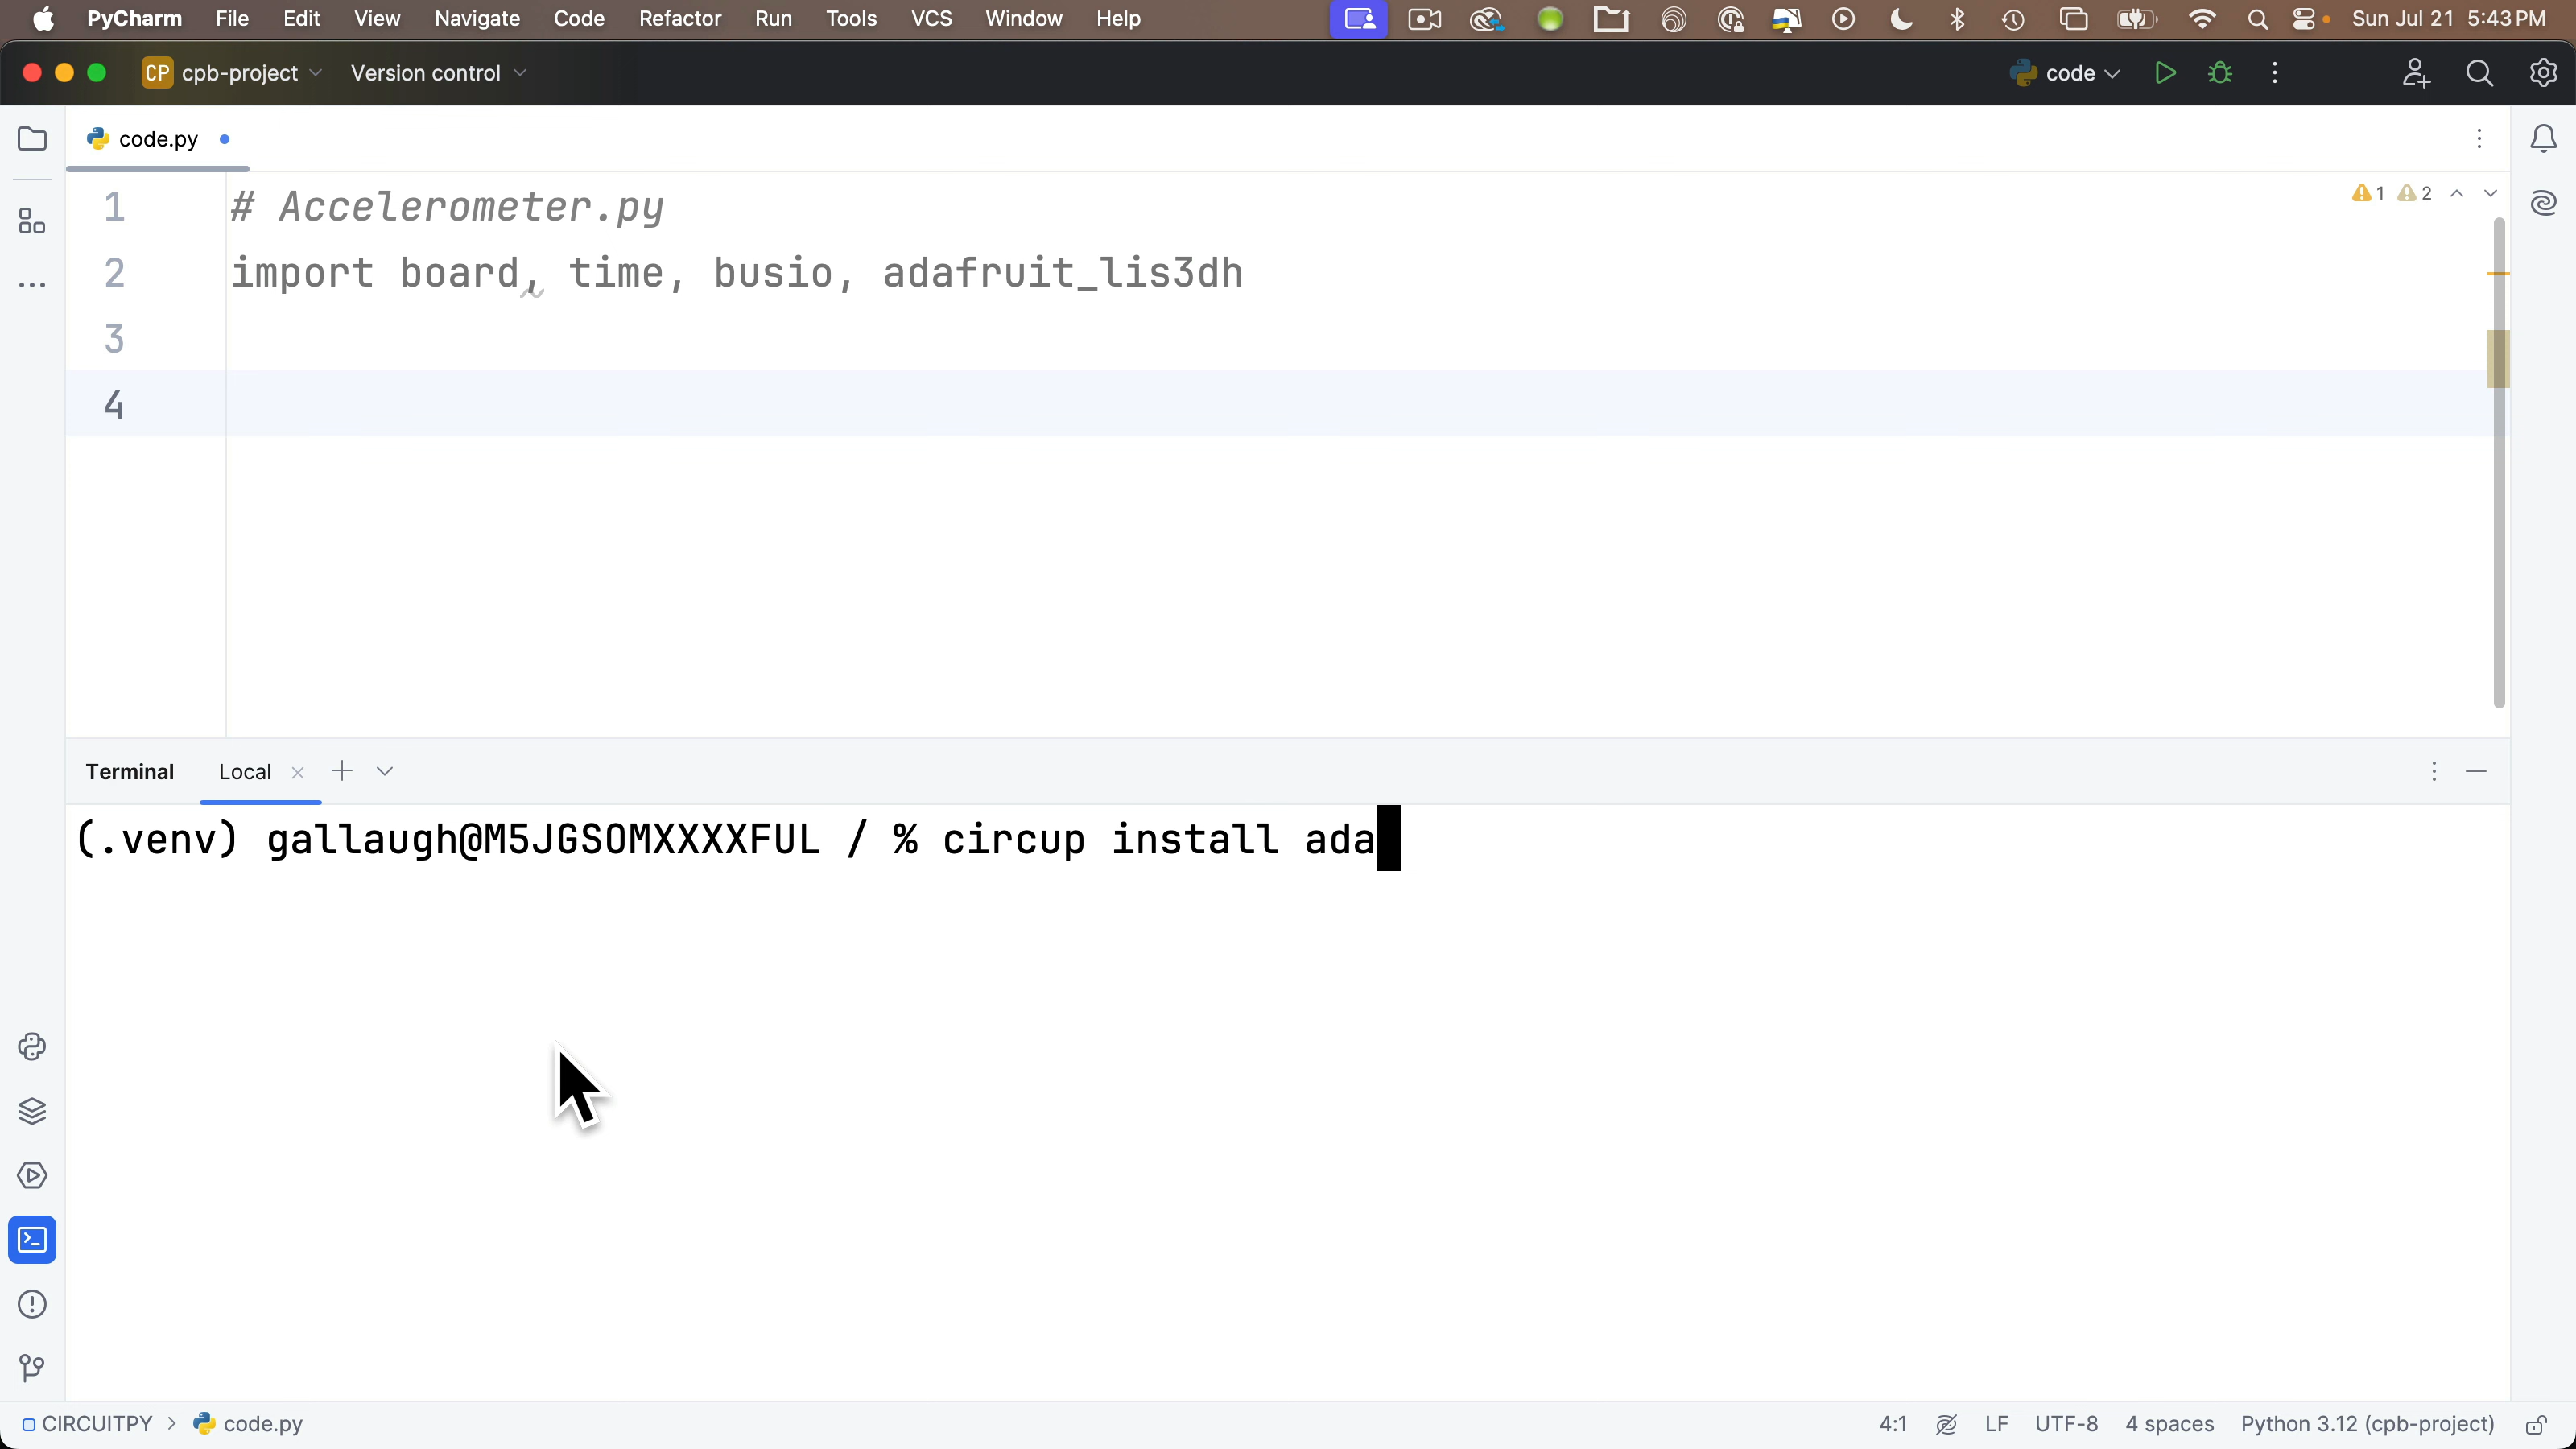 PyCharm File Edit View Navigate Code Refactor Run Tools VCS Window Help Sun Jul 21 5:43 PM
CP cpb-project Version control code
code.py
1 # Accelerometer.py 1 2
2 import board, time, busio, adafruit_lis3dh
3
4
Terminal Local
(.venv) gallaugh@M5JGSOMXXXXFUL / % circup install ada
CIRCUITPY > code.py 4:1 LF UTF-8 4 spaces Python 3.12 (cpb-project)